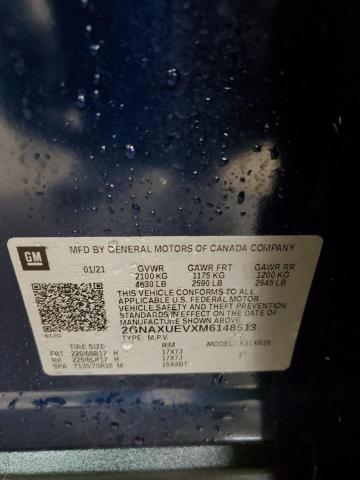 GM
MFD BY GENERAL MOTORS OF CANADA COMPANY
01/21 GVWR GAWR FRT GAWR RR
2100 KG 1175 KG 1200 KG
4630 LB 2590 LB 2645 LB
THIS VEHICLE CONFORMS TO ALL APPLICABLE
U.S. FEDERAL MOTOR VEHICLE SAFETY, BUMPER,
AND THEFT PREVENTION
STANDARDS IN EFFECT ON THE DATE OF
MANUFACTURE SHOWN ABOVE.
2GNAXUEVXM6148513
TYPE: M.P.V.
TIRE SIZE RIM MODEL: 1XX26
FRT 225/65R17 H 17X7J
RR 225/65R17 H 17X7J
SPA T135/70R16 M 16X4BT